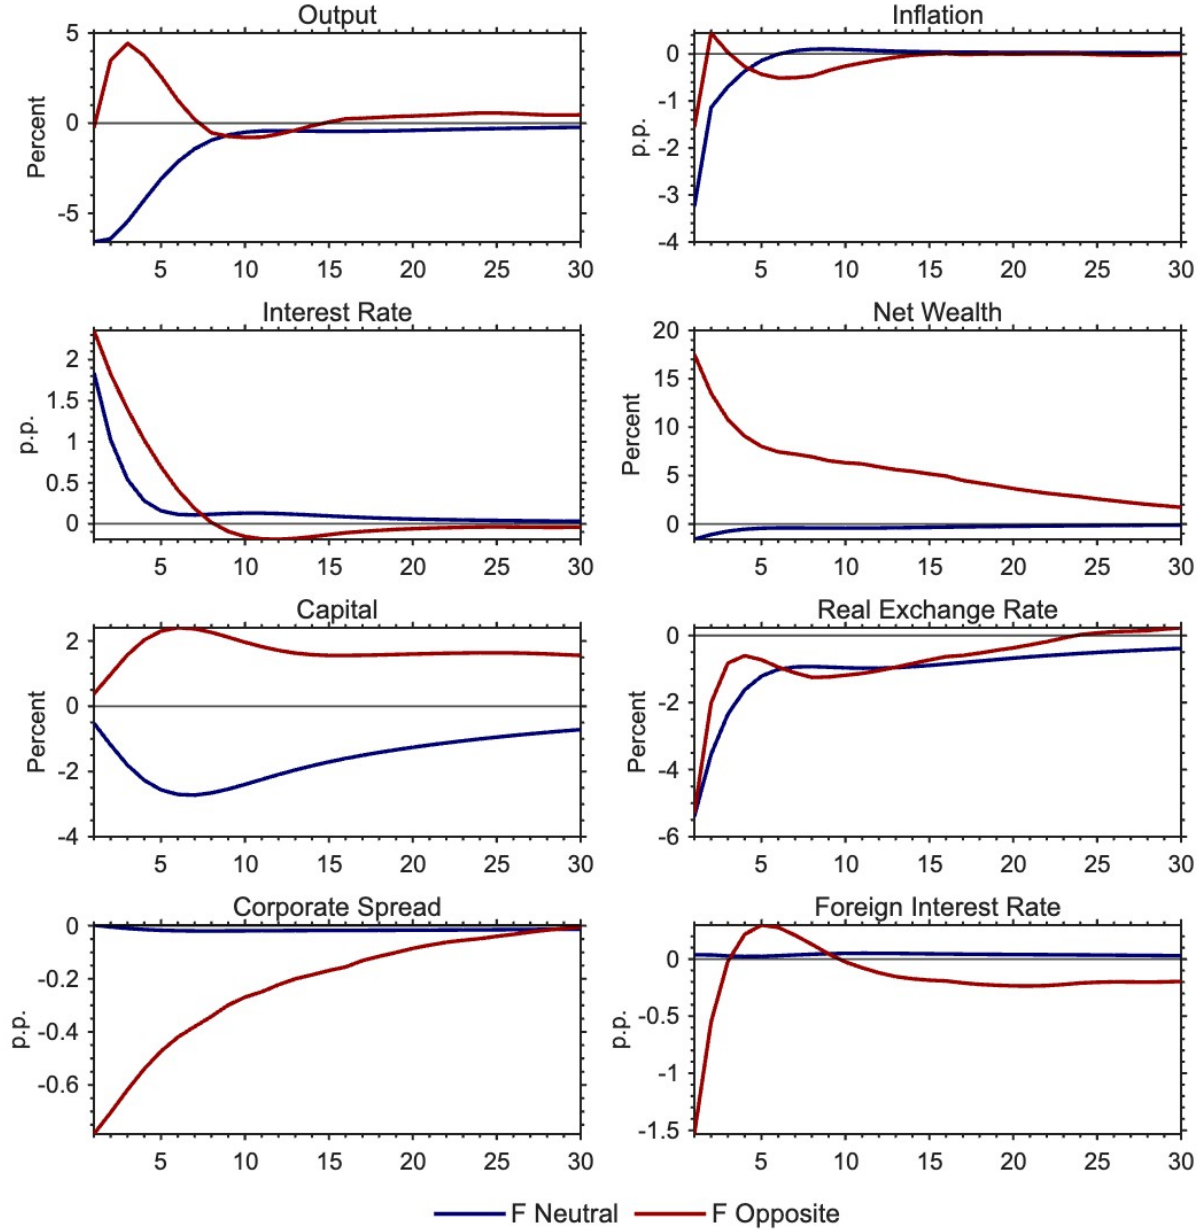 Output
Inflation
5
0
-5
Percent
5 10 15 20 25 30
0
-1
-2
-3
-4
p.p.
5 10 15 20 25 30
Interest Rate
Net Wealth
2
1.5
1
0.5
0
p.p.
5 10 15 20 25 30
20
15
10
5
0
Percent
5 10 15 20 25 30
Capital
Real Exchange Rate
2
0
-2
-4
Percent
5 10 15 20 25 30
0
-2
-4
-6
Percent
5 10 15 20 25 30
Corporate Spread
Foreign Interest Rate
0
-0.2
-0.4
-0.6
p.p.
5 10 15 20 25 30
0
-0.5
-1
-1.5
p.p.
5 10 15 20 25 30
F Neutral F Opposite